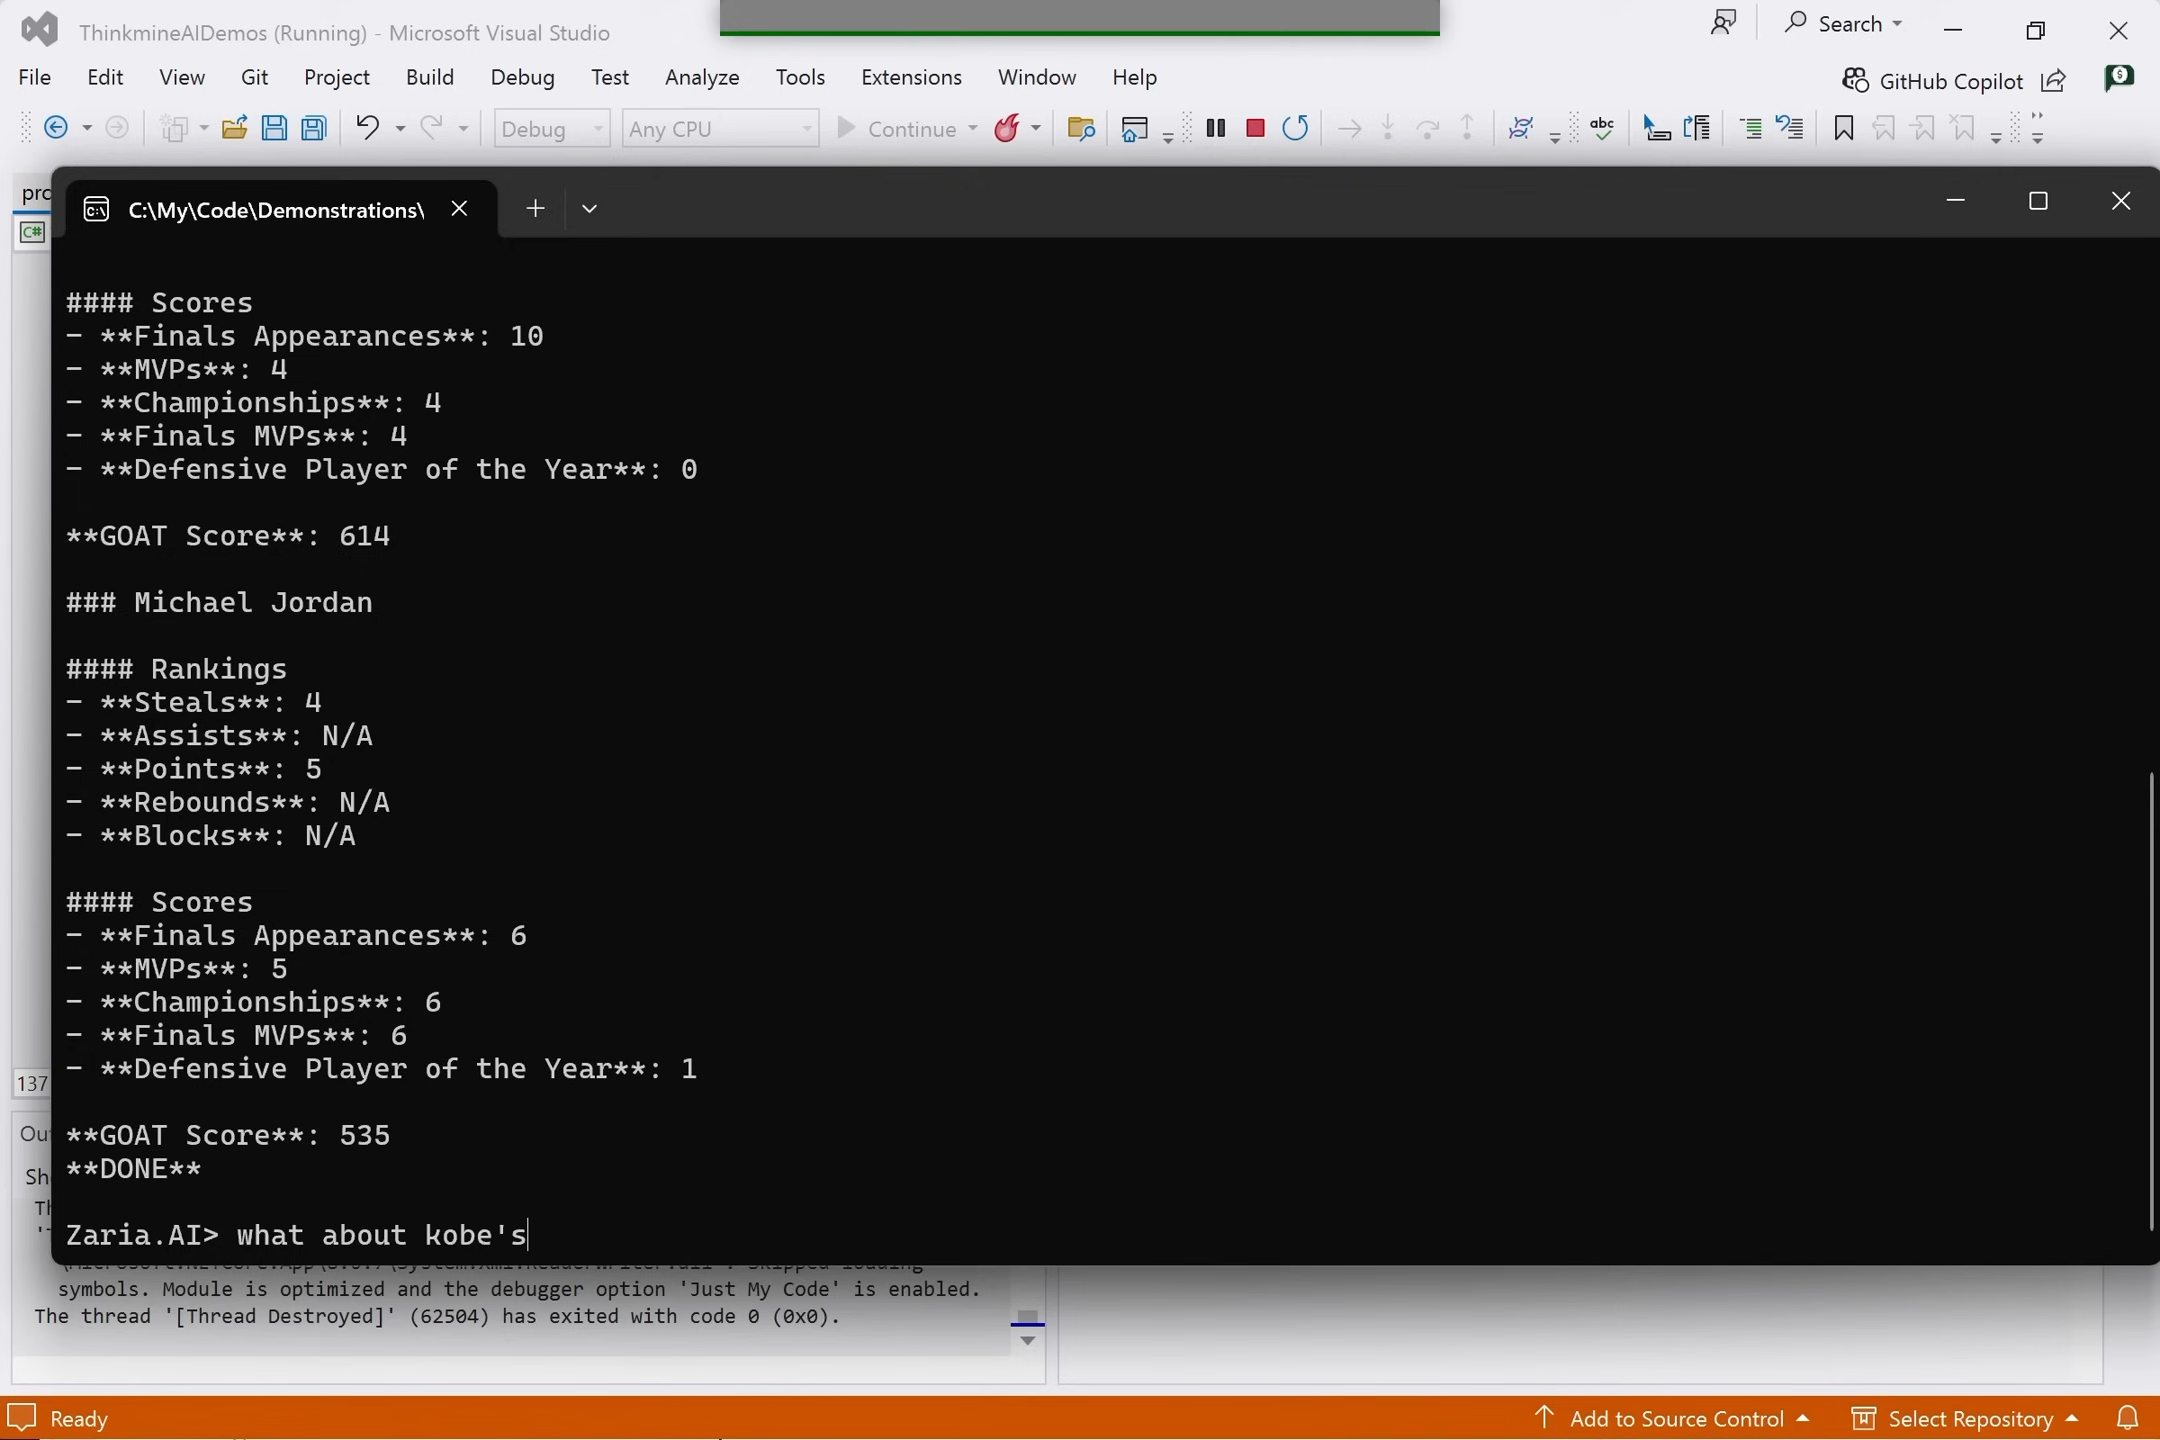 ThinkmineAIDemos (Running) - Microsoft Visual Studio
Search
File Edit View Git Project Build Debug Test Analyze Tools Extensions Window Help
GitHub Copilot
Debug Any CPU Continue
abc
C:\My\Code\Demonstrations\
C#
#### Scores
- **Finals Appearances**: 10
- **MVPs**: 4
- **Championships**: 4
- **Finals MVPs**: 4
- **Defensive Player of the Year**: 0
**GOAT Score**: 614
### Michael Jordan
#### Rankings
- **Steals**: 4
- **Assists**: N/A
- **Points**: 5
- **Rebounds**: N/A
- **Blocks**: N/A
#### Scores
- **Finals Appearances**: 6
- **MVPs**: 5
- **Championships**: 6
- **Finals MVPs**: 6
- **Defensive Player of the Year**: 1
137
**GOAT Score**: 535
**DONE**
Zaria.AI> what about kobe's
symbols. Module is optimized and the debugger option 'Just My Code' is enabled.
The thread '[Thread Destroyed]' (62504) has exited with code 0 (0x0).
Ready
Add to Source Control
Select Repository